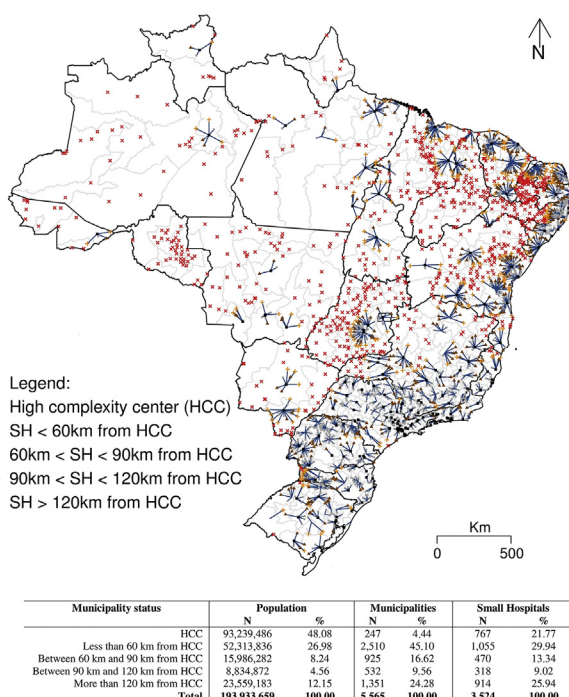 N
Legend:
High complexity center (HCC)
SH < 60km from HCC
60km < SH < 90km from HCC
90km < SH < 120km from HCC
SH > 120km from HCC
Km
0 500
Municipality status Population Municipalities Small Hospitals
N % N % N %
HCC 93,239,486 48.08 247 4.44 767 21.77
Less than 60 km from HCC 52,313,836 26.98 2,510 45.10 1,055 29.94
Between 60 km and 90 km from HCC 15,986,282 8.24 925 16.62 470 13.34
Between 90 km and 120 km from HCC 8,834,872 4.56 532 9.56 318 9.02
More than 120 km from HCC 23,559,183 12.15 1,351 24.28 914 25.94
Total 193,933,659 100.00 5,565 100.00 3,524 100.00